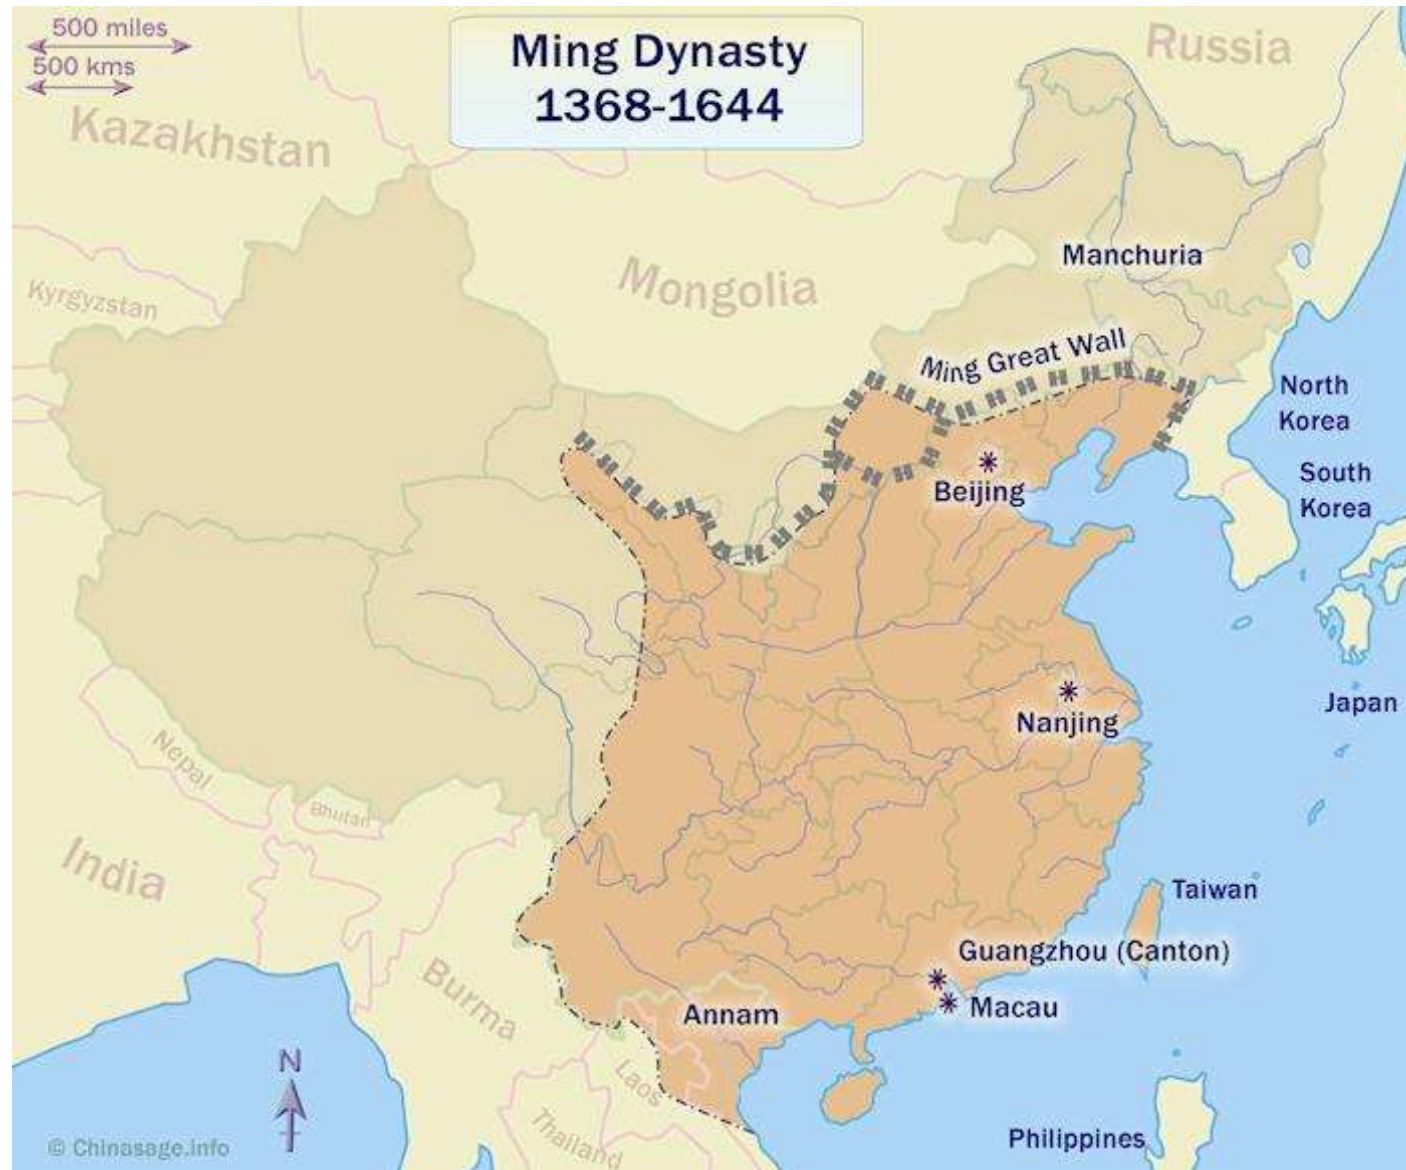 500 miles
500 kms
Ming Dynasty
1368-1644
Russia
Kazakhstan
Manchuria
Mongolia
Kyrgyzstan
Ming Great Wall
North
Korea
South
Korea
Beijing
Japan
Nanjing
Nepal
Bhutan
India
Taiwan
Guangzhou (Canton)
Burma
Macau
Annam
N
Laos
Thailand
Philippines
© Chinasage.info